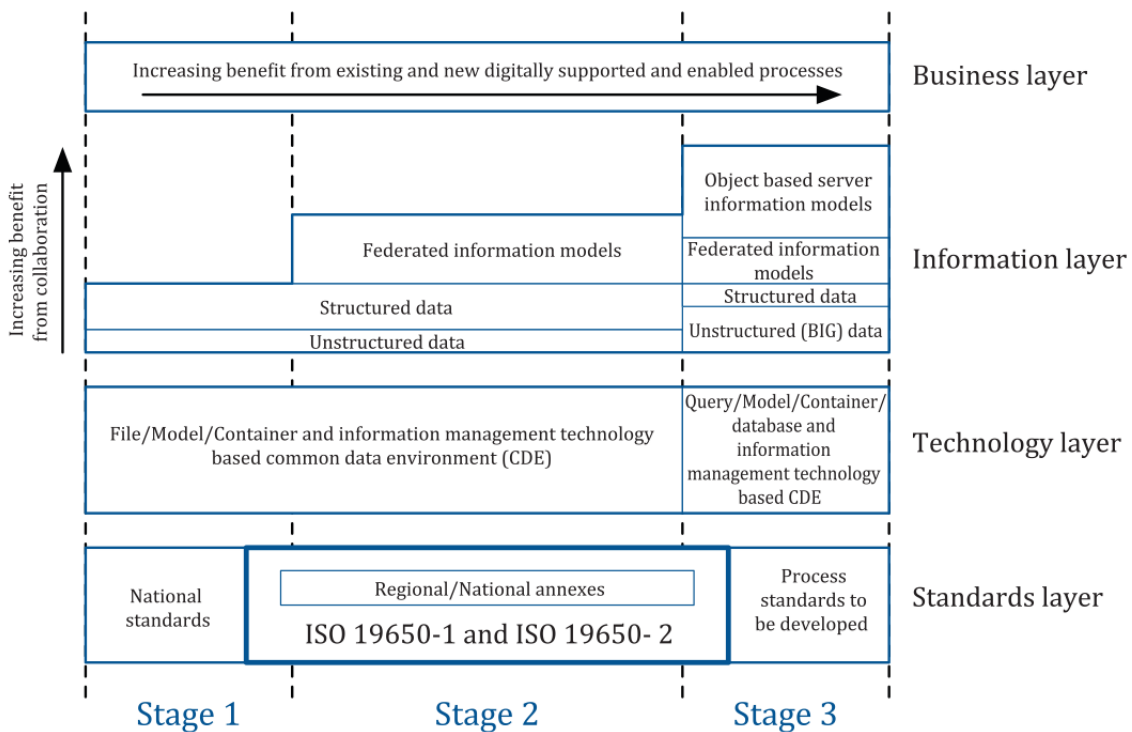 Increasing benefit from existing and new digitally supported and enabled processes
Business layer
Increasing benefit
from collaboration
Object based server
information models
Federated information models
Federated information
models
Information layer
Structured data
Structured data
Unstructured data
Unstructured (BIG) data
File/Model/Container and information management technology
based common data environment (CDE)
Query/Model/Container/
database and
information
management technology
based CDE
Technology layer
National
standards
Regional/National annexes
ISO 19650-1 and ISO 19650- 2
Process
standards to
be developed
Standards layer
Stage 1
Stage 2
Stage 3